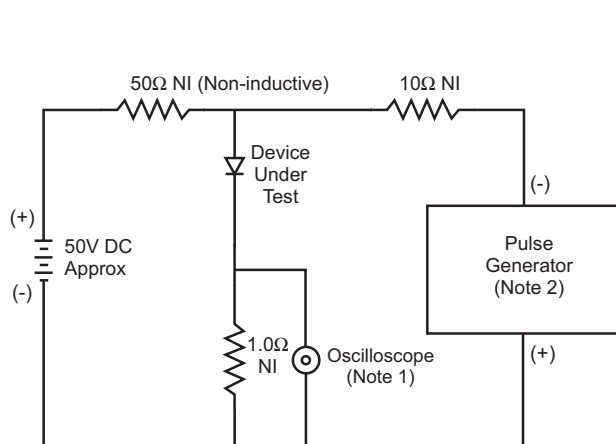 50Ω NI (Non-inductive)
10Ω NI
Device
Under
Test
(-)
(+)
50V DC
Approx
(-)
Pulse
Generator
(Note 2)
1.0Ω
NI
Oscilloscope
(Note 1)
(+)